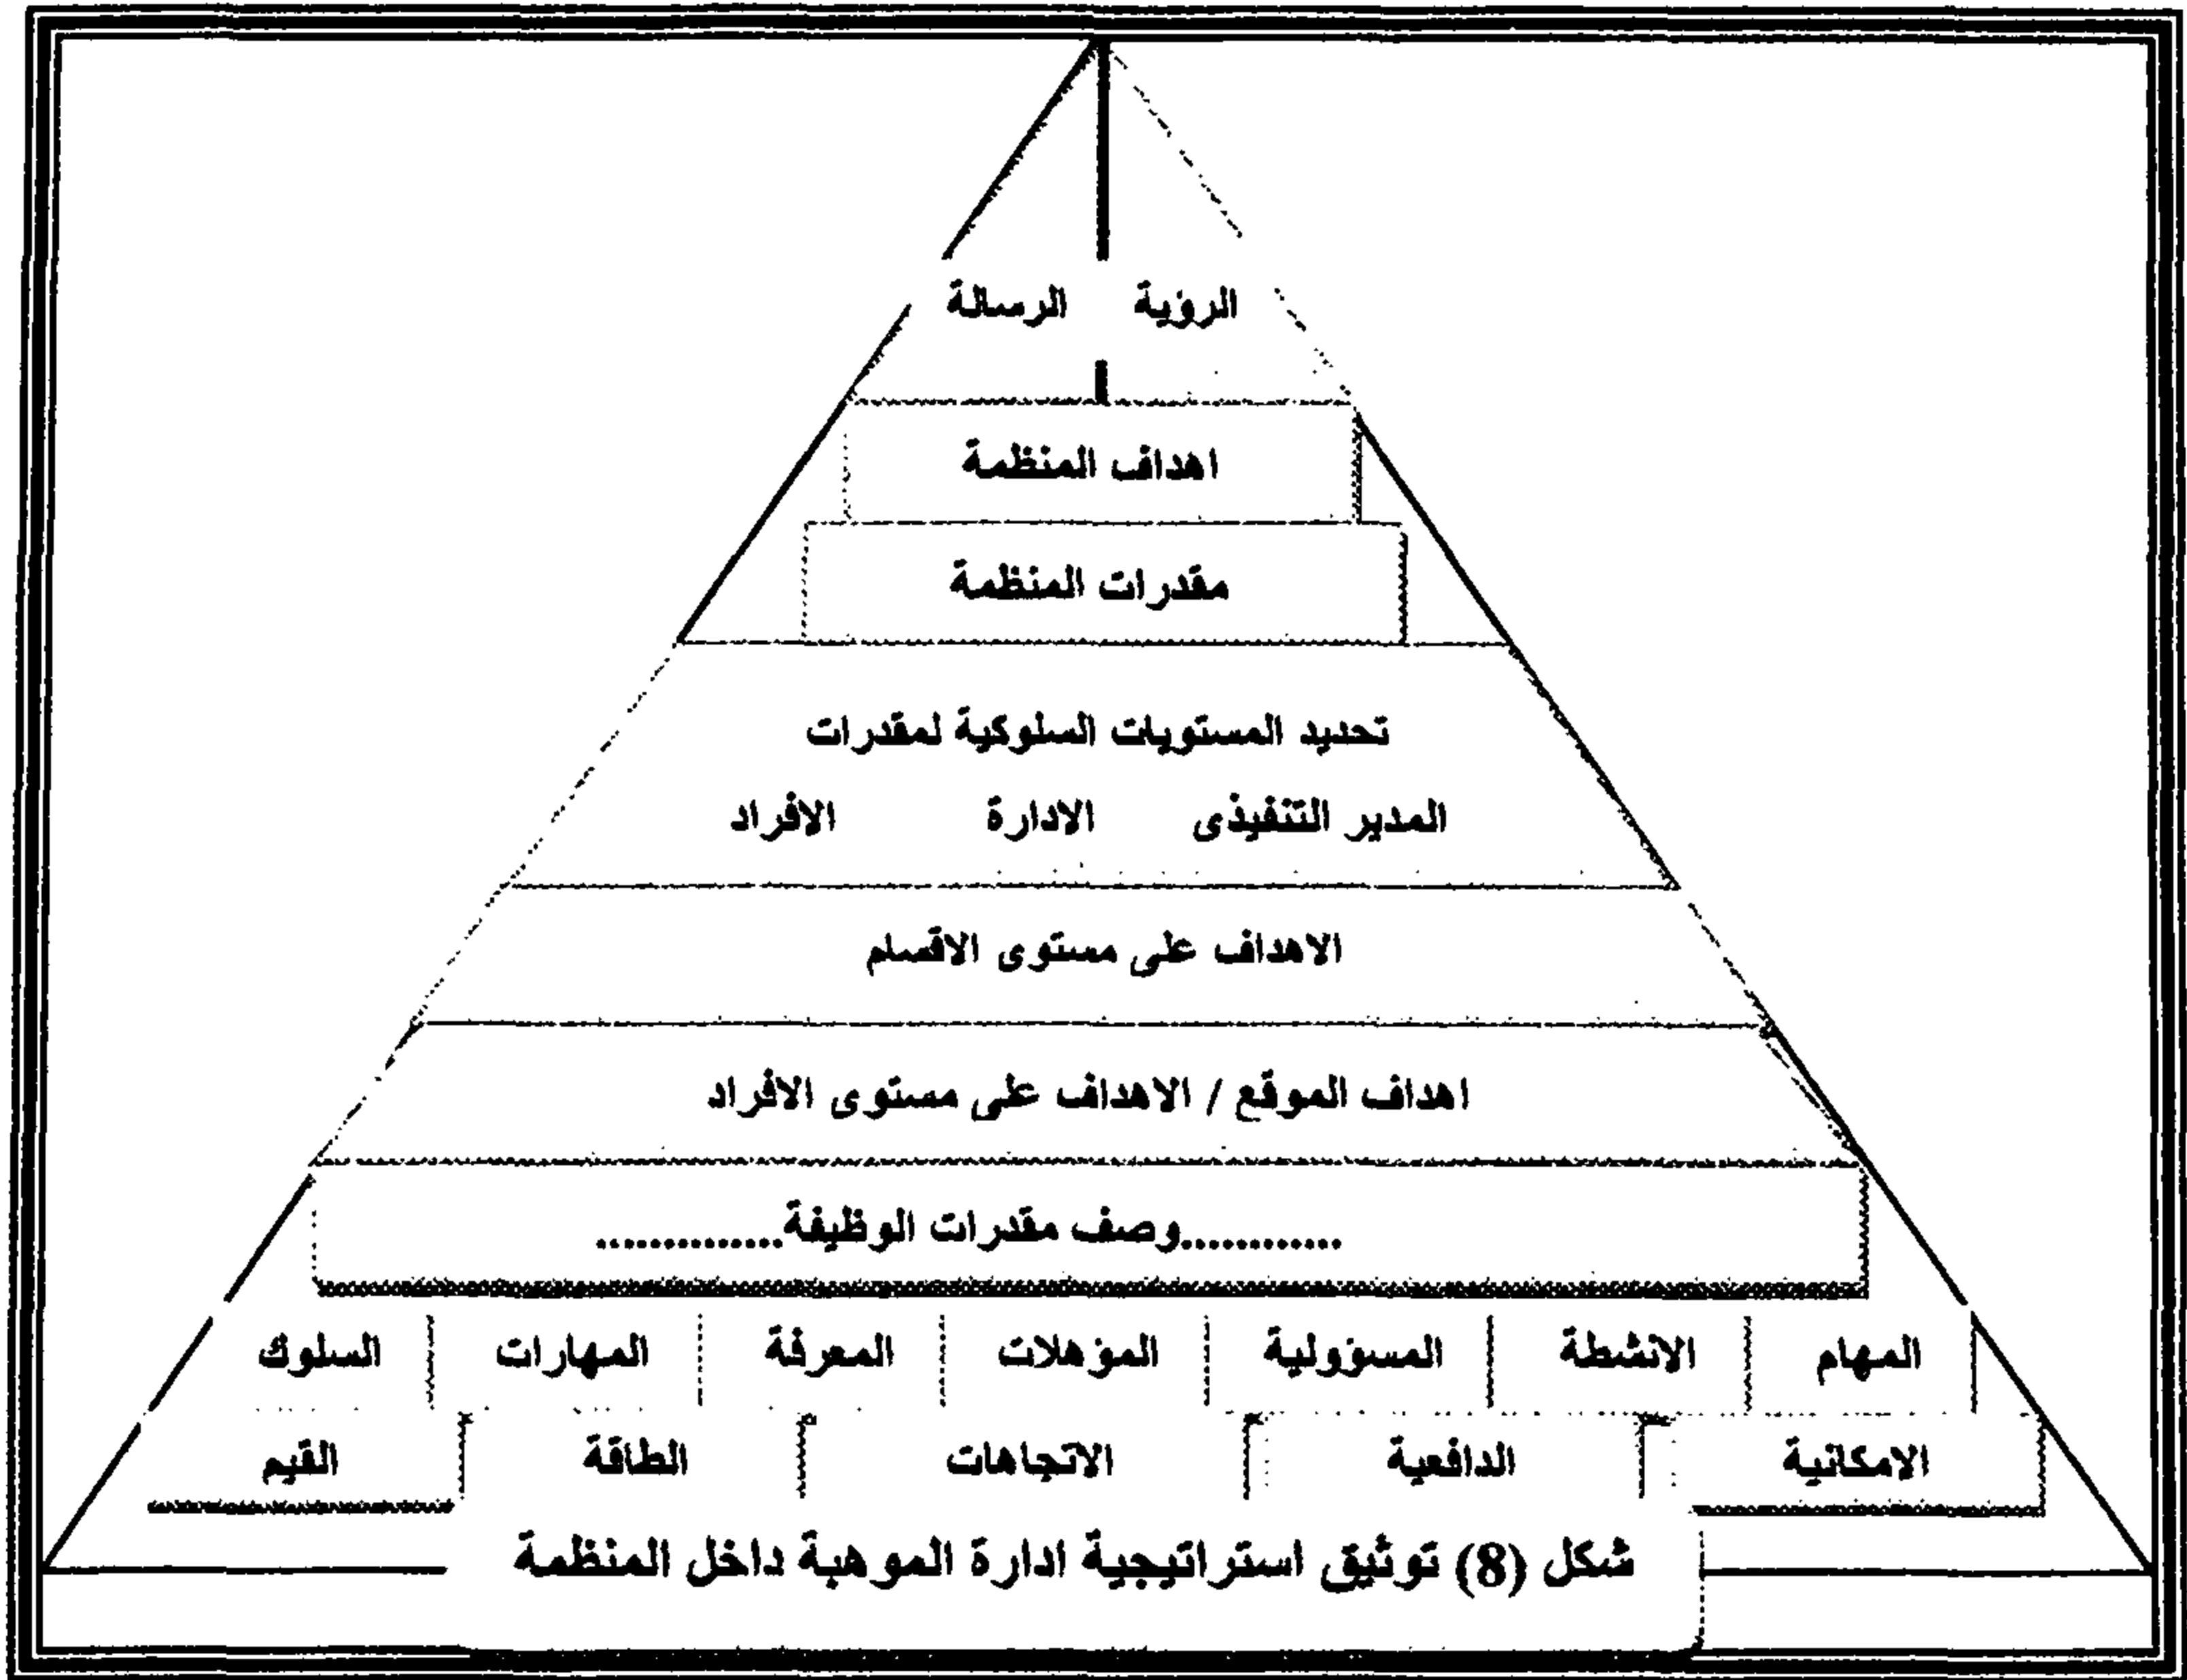 الرؤية الرسالة
اهداف المنظمة
مقدرات المنظمة
تحديد المستويات السلوكية لمقدرات
المدير التنفيذى الادارة الافراد
الاهداف على مستوى الاقسام
اهداف الموقع / الاهداف على مستوى الافراد
............وصف مقدرات الوظيفة..............
المهام الانشطة المسؤولية المؤهلات المعرفة المهارات السلوك
الامكانية الدافعية الاتجاهات الطاقة القيم
شكل (8) توثيق استراتيجية ادارة الموهبة داخل المنظمة